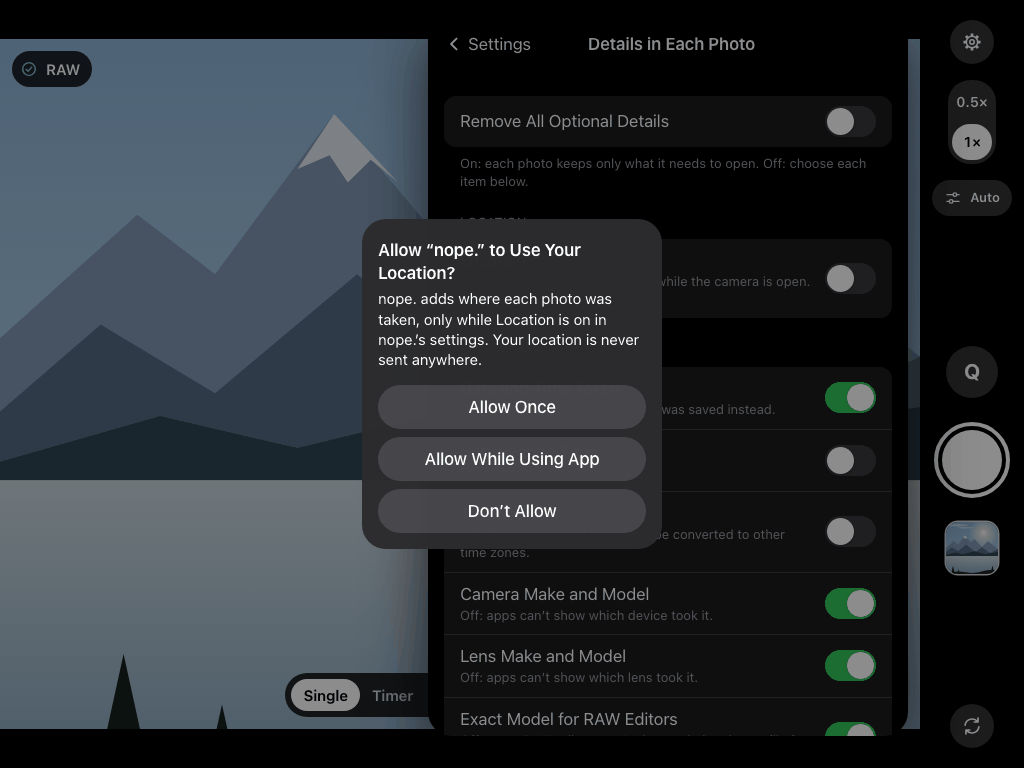 RAW
Settings
Details in Each Photo
Remove All Optional Details
On: each photo keeps only what it needs to open. Off: choose each
item below.
while the camera is open.
Allow “nope.” to Use Your
Location?
nope. adds where each photo was
taken, only while Location is on in
nope.’s settings. Your location is never
sent anywhere.
Allow Once
Allow While Using App
Don’t Allow
was saved instead.
be converted to other
time zones.
Camera Make and Model
Off: apps can’t show which device took it.
Lens Make and Model
Off: apps can’t show which lens took it.
Exact Model for RAW Editors
Single
Timer
0.5×
1×
Auto
Q